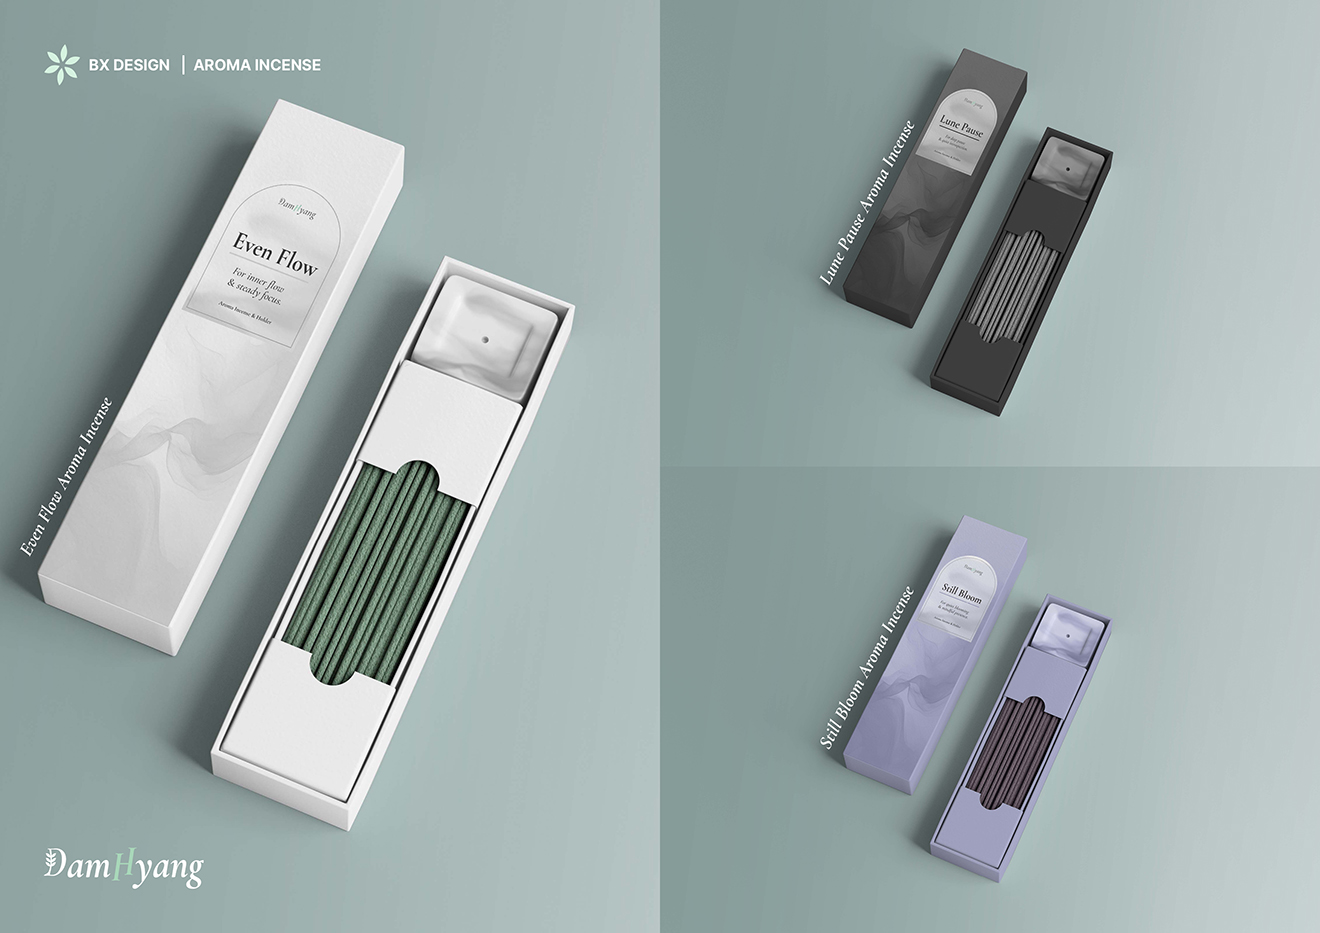 BX DESIGN | AROMA INCENSE
DamHyang
Even Flow
For inner flow
& steady focus.
Aroma Incense & Holder
Even Flow Aroma Incense
DamHyang
Lune Pause
Lune Pause Aroma Incense
Still Bloom
Still Bloom Aroma Incense